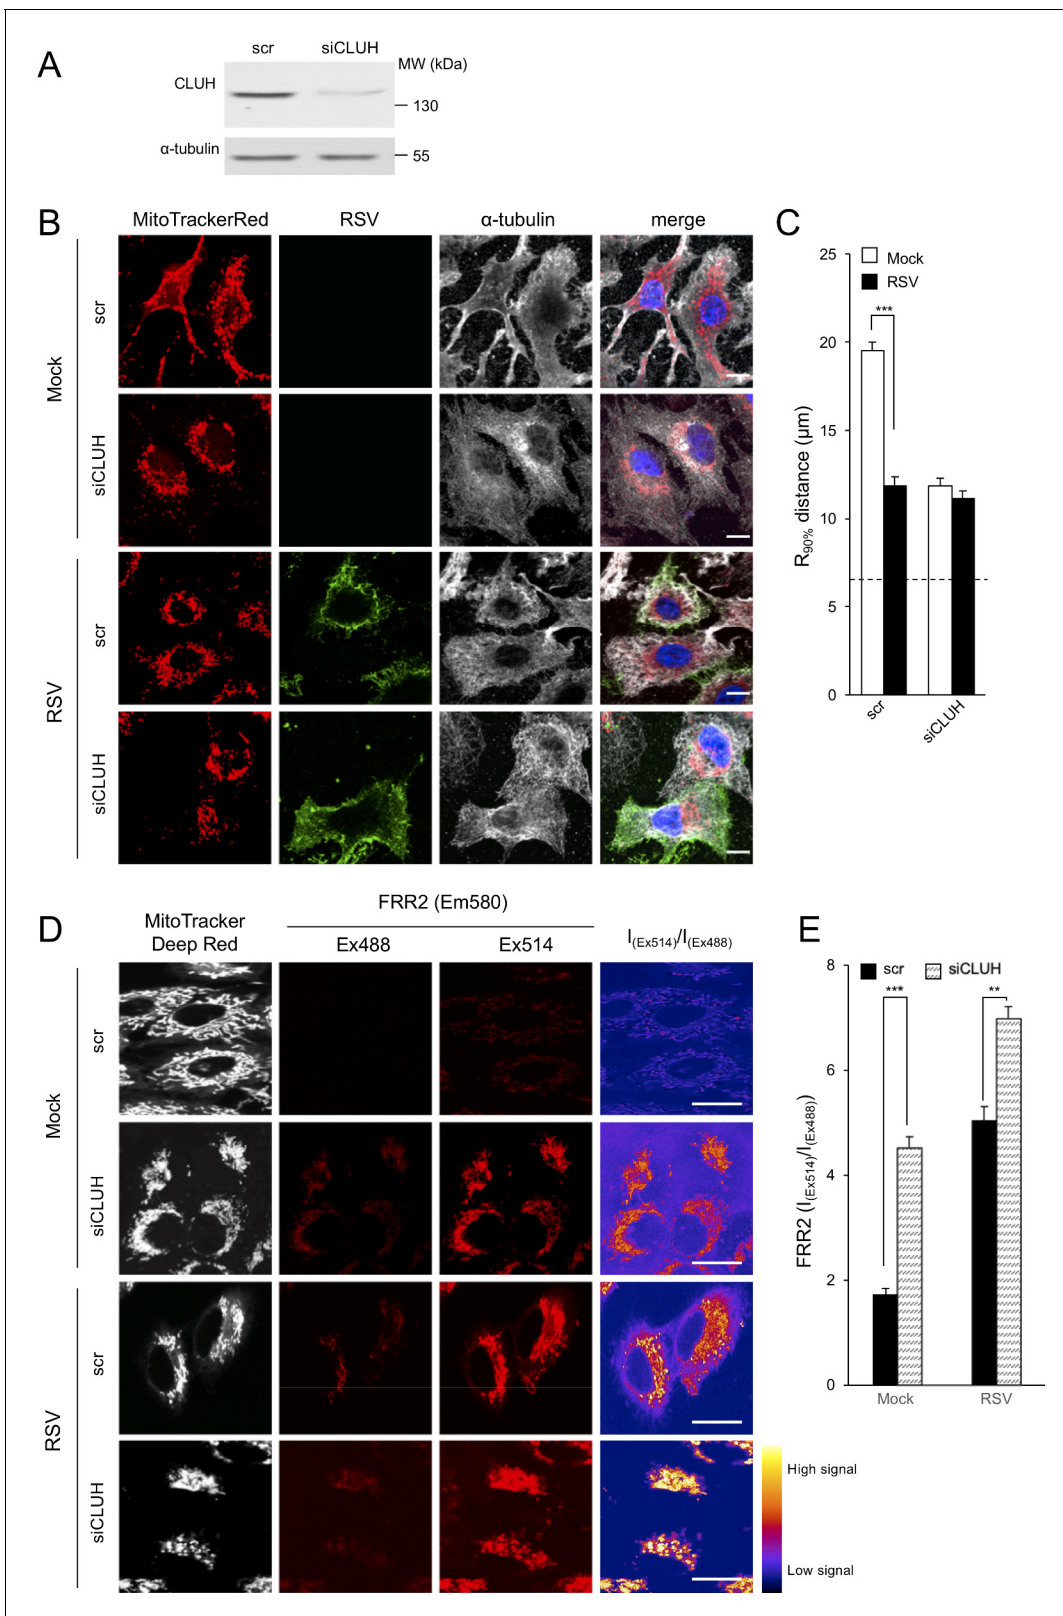 A
scr siCLUH
MW (kDa)
CLUH
130
α-tubulin
55
B
MitoTrackerRed RSV α-tubulin merge
Mock
scr
siCLUH
RSV
scr
siCLUH
C
Mock
RSV
***
R90% distance (µm)
25
20
15
10
5
0
scr siCLUH
D
MitoTracker
Deep Red
FRR2 (Em580)
Ex488 Ex514
I(Ex514)/I(Ex488)
Mock
scr
siCLUH
RSV
scr
siCLUH
High signal
Low signal
E
scr siCLUH
*** **
FRR2 (I(Ex514)/I(Ex488))
8
6
4
2
0
Mock RSV